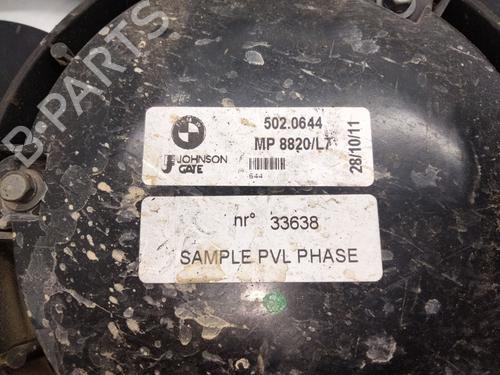 B-PARTS
502.0644
JOHNSON
GATE
MP 8820/L7
28/10/11
644
nr° 33638
SAMPLE PVL PHASE